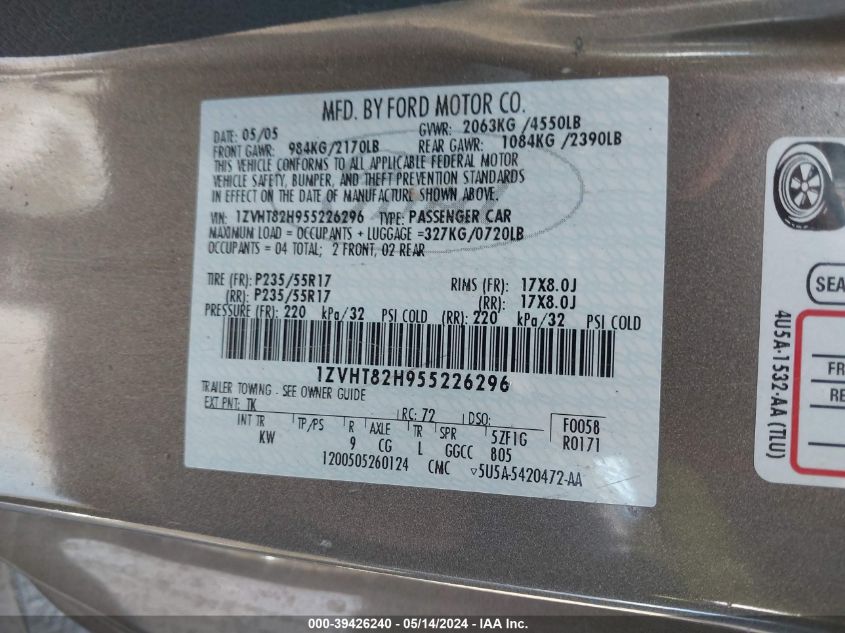 MFD. BY FORD MOTOR CO.
DATE: 05/05 GVWR: 2063KG /4550LB
FRONT GAWR: 984KG/2170LB REAR GAWR: 1084KG /2390LB
THIS VEHICLE CONFORMS TO ALL APPLICABLE FEDERAL MOTOR
VEHICLE SAFETY, BUMPER, AND THEFT PREVENTION STANDARDS
IN EFFECT ON THE DATE OF MANUFACTURE SHOWN ABOVE.
VIN: 1ZVHT82H955226296 TYPE: PASSENGER CAR
MAXIMUM LOAD = OCCUPANTS + LUGGAGE =327KG/0720LB
OCCUPANTS = 04 TOTAL; 2 FRONT, 02 REAR
TIRE (FR): P235/55R17 RIMS (FR): 17X8.0J
(RR): P235/55R17 (RR): 17X8.0J
PRESSURE (FR): 220 kPa/32 PSI COLD (RR): 220 kPa/32 PSI COLD
1ZVHT82H955226296
TRAILER TOWING - SEE OWNER GUIDE
EXT PNT: TK RC: 72 DSO: F0058
INT TR TP/PS R AXLE TR SPR 5ZF1G R0171
KW 9 CG L GGCC B05
1200505260124 CMC ▽5U5A-5420472-AA
SEA
FR
RE
4U5A-1532-AA (TLU)
000-39426240 - 05/14/2024 - IAA Inc.